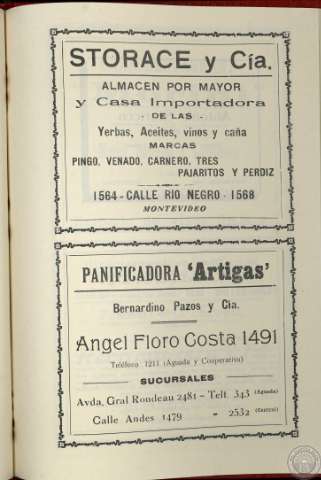 STORACE y Cía.
ALMACEN POR MAYOR
y Casa Importadora
- DE LAS -
Yerbas, Aceites, vinos y caña
MARCAS
PINGO, VENADO, CARNERO, TRES
PAJARITOS Y PERDIZ
1564 - CALLE RIO NEGRO - 1568
MONTEVIDEO
PANIFICADORA 'Artigas'
Bernardino Pazos y Cia.
Angel Floro Costa 1491
Teléfono 1211 (Aguada y Cooperativa)
SUCURSALES
Avda. Gral Rondeau 2481 - Telf. 343 (Aguada)
Calle Andes 1479 - 2532 (Central)